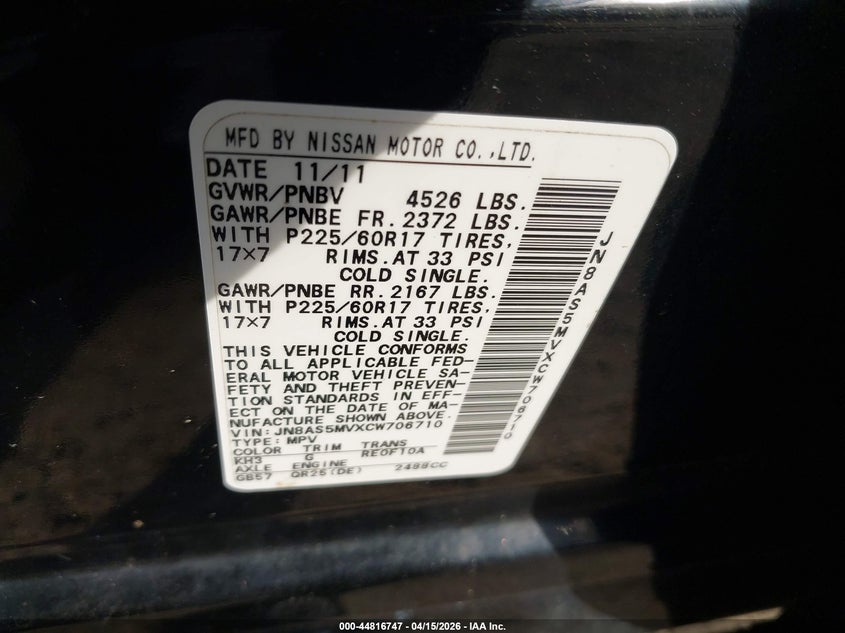 MFD BY NISSAN MOTOR CO.,LTD.
DATE 11/11
GVWR/PNBV 4526 LBS.
GAWR/PNBE FR. 2372 LBS.
WITH P225/60R17 TIRES,
17×7 RIMS.AT 33 PSI
COLD SINGLE.
GAWR/PNBE RR. 2167 LBS.
WITH P225/60R17 TIRES,
17×7 RIMS.AT 33 PSI
COLD SINGLE.
THIS VEHICLE CONFORMS
TO ALL APPLICABLE FED-
ERAL MOTOR VEHICLE SA-
FETY AND THEFT PREVEN-
TION STANDARDS IN EFF-
ECT ON THE DATE OF MA-
NUFACTURE SHOWN ABOVE.
VIN: JN8AS5MVXCW706710
TYPE: MPV
COLOR TRIM TRANS
KH3 G RE0F10A
AXLE ENGINE
GB57 QR25(DE) 2488CC
JN8AS5MVXCW706710
000-44816747 - 04/15/2026 - IAA Inc.